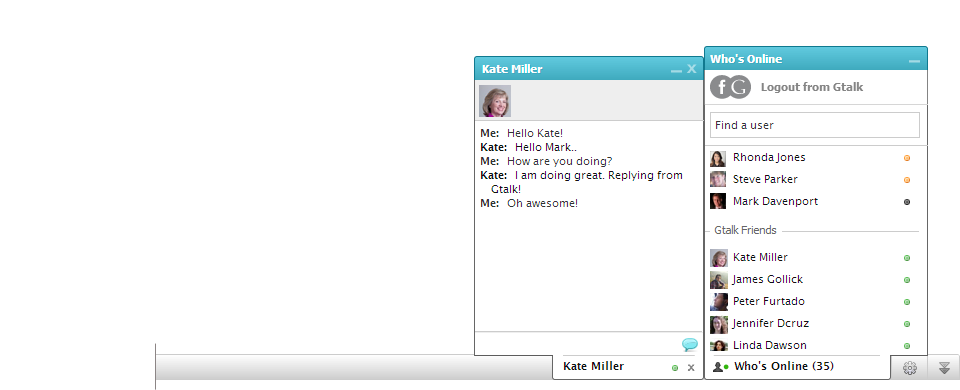 Kate Miller
Me: Hello Kate!
Kate: Hello Mark..
Me: How are you doing?
Kate: I am doing great. Replying from
Gtalk!
Me: Oh awesome!
Kate Miller
Who's Online
f G Logout from Gtalk
Find a user
Rhonda Jones
Steve Parker
Mark Davenport
Gtalk Friends
Kate Miller
James Gollick
Peter Furtado
Jennifer Dcruz
Linda Dawson
Who's Online (35)